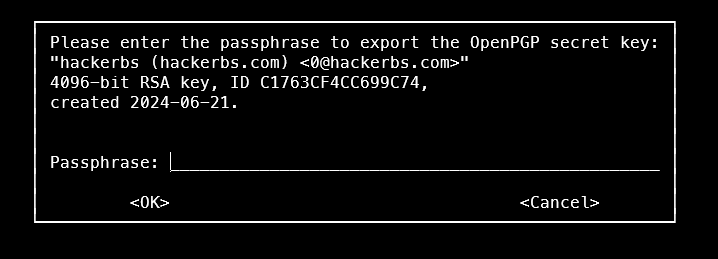 Please enter the passphrase to export the OpenPGP secret key:
"hackerbs (hackerbs.com) <0@hackerbs.com>"
4096-bit RSA key, ID C1763CF4CC699C74,
created 2024-06-21.
Passphrase: ________________________________________________
<OK> <Cancel>